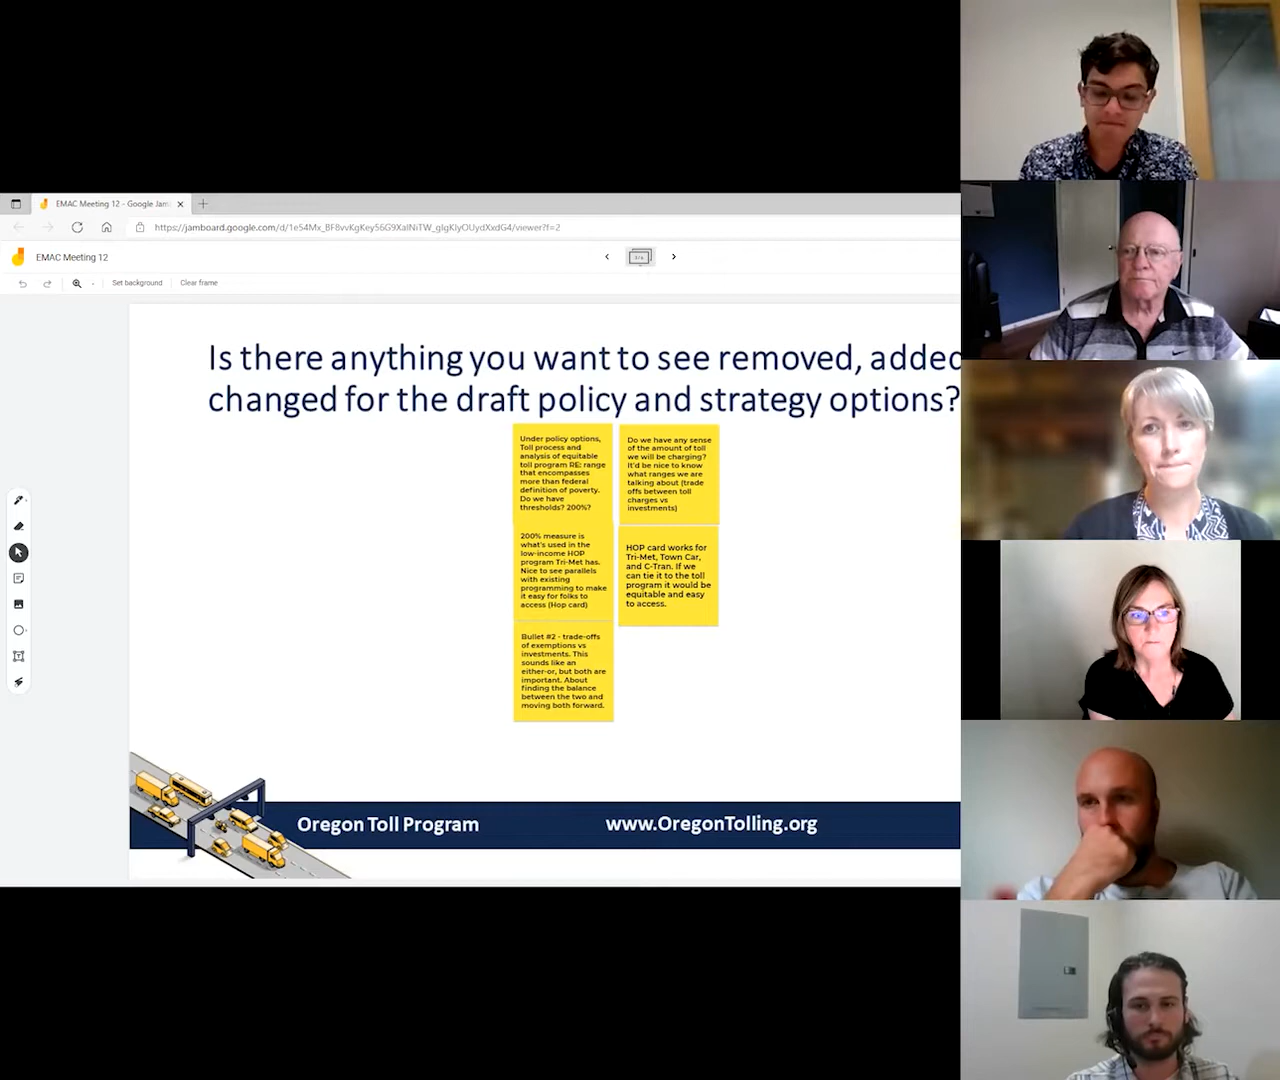 EMAC Meeting 12 - Google Jam
EMAC Meeting 12
Set background
Clear frame
Is there anything you want to see removed, added
changed for the draft policy and strategy options?
Under policy options,
Toll process and
analysis of equitable
toll program RE: range
that encompasses
more than federal
definition of poverty.
Do we have
thresholds? 200%?
Do we have any sense
of the amount of toll
we will be charging?
It'd be nice to know
what ranges we are
talking about (trade
offs between toll
charges vs
investments)
200% measure is
what's used in the
low-income HOP
program Tri-Met has.
Nice to see parallels
with existing
programming to make
it easy for folks to
access (Hop card)
HOP card works for
Tri-Met, Town Car,
and C-Tran. If we
can tie it to the toll
program it would be
equitable and easy
to access.
Bullet #2 - trade-offs
of exemptions vs
investments. This
sounds like an
either-or, but both are
important. About
finding the balance
between the two and
moving both forward.
Oregon Toll Program
www.OregonTolling.org